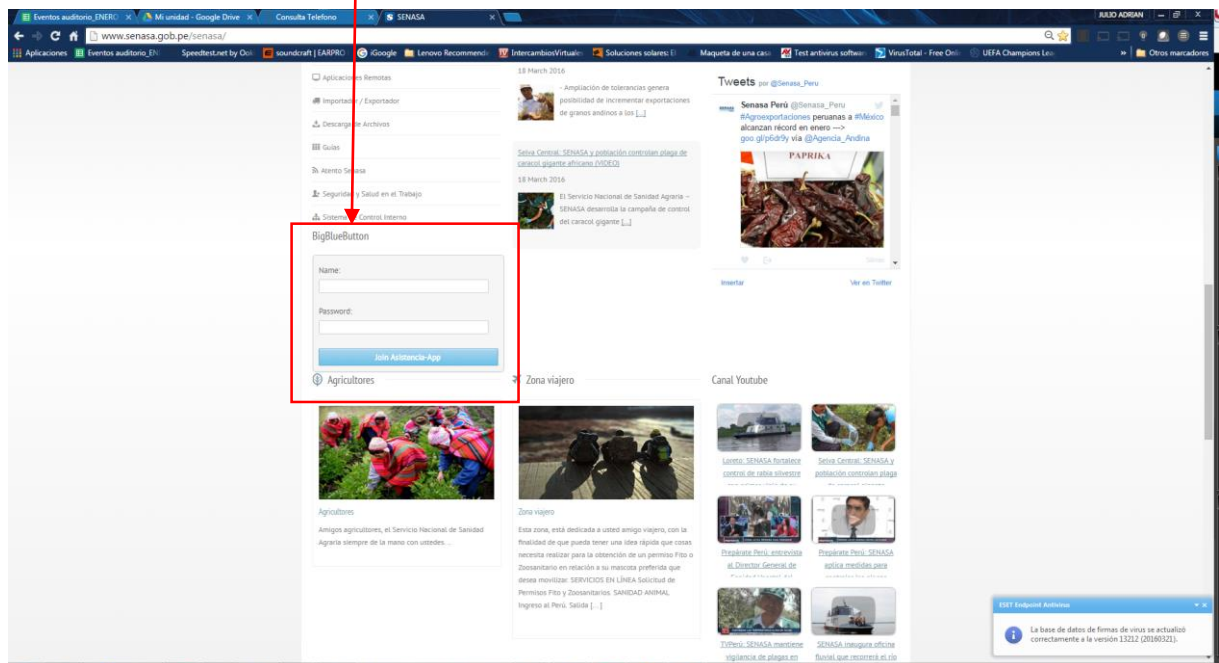 Eventos auditorio_ENERO
Mi unidad - Google Drive
Consulta Telefono
SENASA
JULIO ADRIAN
www.senasa.gob.pe/senasa/
Aplicaciones
Eventos auditorio_EN
Speedtest.net by Ook
soundcraft | EARPRO
iGoogle
Lenovo Recommende
IntercambiosVirtuale
Soluciones solares: E
Maqueta de una casa
Test antivirus software
VirusTotal - Free Onli
UEFA Champions Lea
»
Otros marcadores
Aplicaciones Remotas
Importador / Exportador
Descarga de Archivos
Guias
Atento Senasa
Seguridad y Salud en el Trabajo
Sistema Control Interno
BigBlueButton
Name:
Password:
Join Asistencia-App
18 March 2016
- Ampliación de tolerancias genera
posibilidad de incrementar exportaciones
de granos andinos a los [...]
Selva Central: SENASA y población controlan plaga de
caracol gigante africano (VIDEO)
18 March 2016
El Servicio Nacional de Sanidad Agraria –
SENASA desarrolla la campaña de control
del caracol gigante [...]
Tweets por @Senasa_Peru
Senasa Perú @Senasa_Peru
#Agroexportaciones peruanas a #México
alcanzan récord en enero —>
goo.gl/p6dr9y vía @Agencia_Andina
PAPRIKA
Insertar
Ver en Twitter
Agricultores
Agricultores
Amigos agricultores, el Servicio Nacional de Sanidad
Agraria siempre de la mano con ustedes. ...
Zona viajero
Zona viajero
Esta zona, está dedicada a usted amigo viajero, con la
finalidad de que pueda tener una idea rápida que cosas
necesita realizar para la obtención de un permiso Fito o
Zoosanitario en relación a su mascota preferida que
desea movilizar. SERVICIOS EN LÍNEA Solicitud de
Permisos Fito y Zoosanitarios. SANIDAD ANIMAL
Ingreso al Perú. Salida [...]
Canal Youtube
Loreto: SENASA fortalece
control de rabia silvestre
Selva Central: SENASA y
población controlan plaga
Prepárate Perú: entrevista
al Director General de
Prepárate Perú: SENASA
aplica medidas para
TVPerú: SENASA mantiene
vigilancia de plagas en
SENASA inaugura oficina
fluvial que recorrerá el río
ESET Endpoint Antivirus
La base de datos de firmas de virus se actualizó
correctamente a la versión 13212 (20160321).